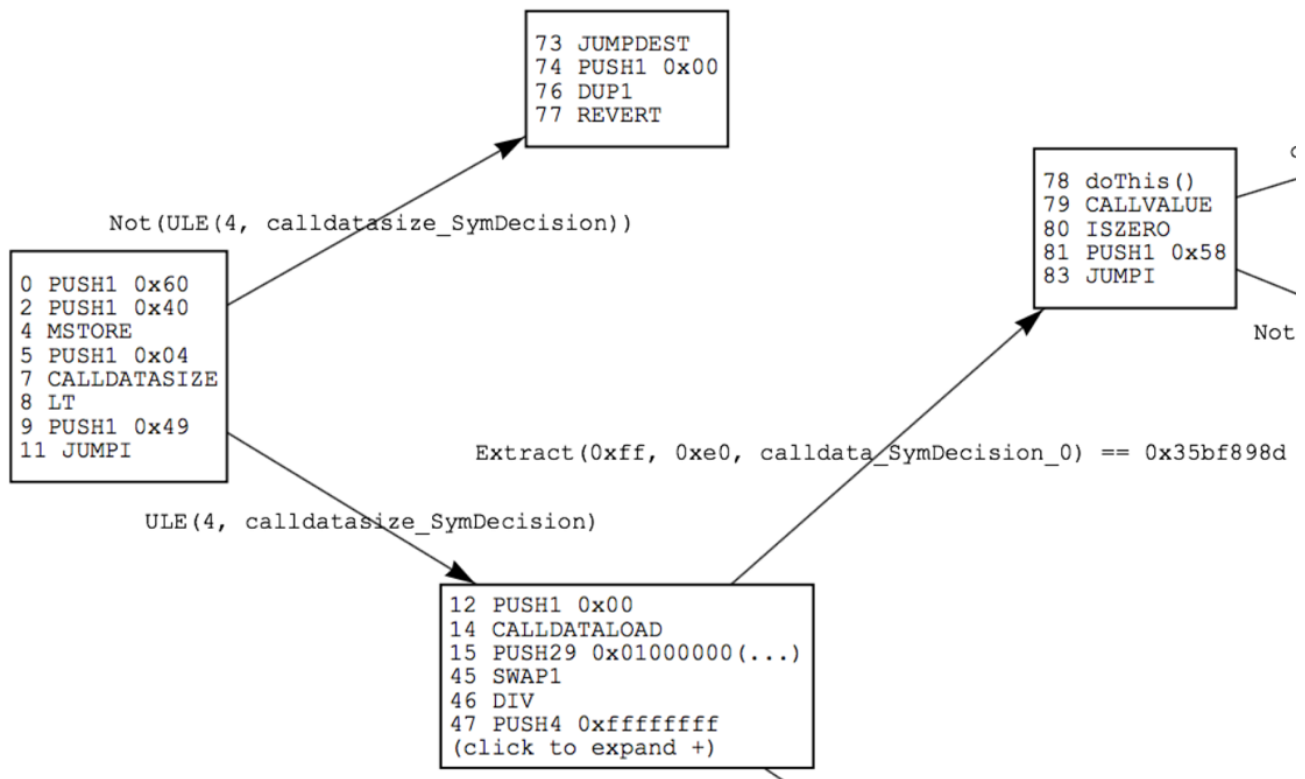 73 JUMPDEST
74 PUSH1 0x00
76 DUP1
77 REVERT
Not(ULE(4, calldatasize_SymDecision))
0 PUSH1 0x60
2 PUSH1 0x40
4 MSTORE
5 PUSH1 0x04
7 CALLDATASIZE
8 LT
9 PUSH1 0x49
11 JUMPI
78 doThis()
79 CALLVALUE
80 ISZERO
81 PUSH1 0x58
83 JUMPI
Not
Extract(0xff, 0xe0, calldata_SymDecision_0) == 0x35bf898d
ULE(4, calldatasize_SymDecision)
12 PUSH1 0x00
14 CALLDATALOAD
15 PUSH29 0x01000000(...)
45 SWAP1
46 DIV
47 PUSH4 0xffffffff
(click to expand +)